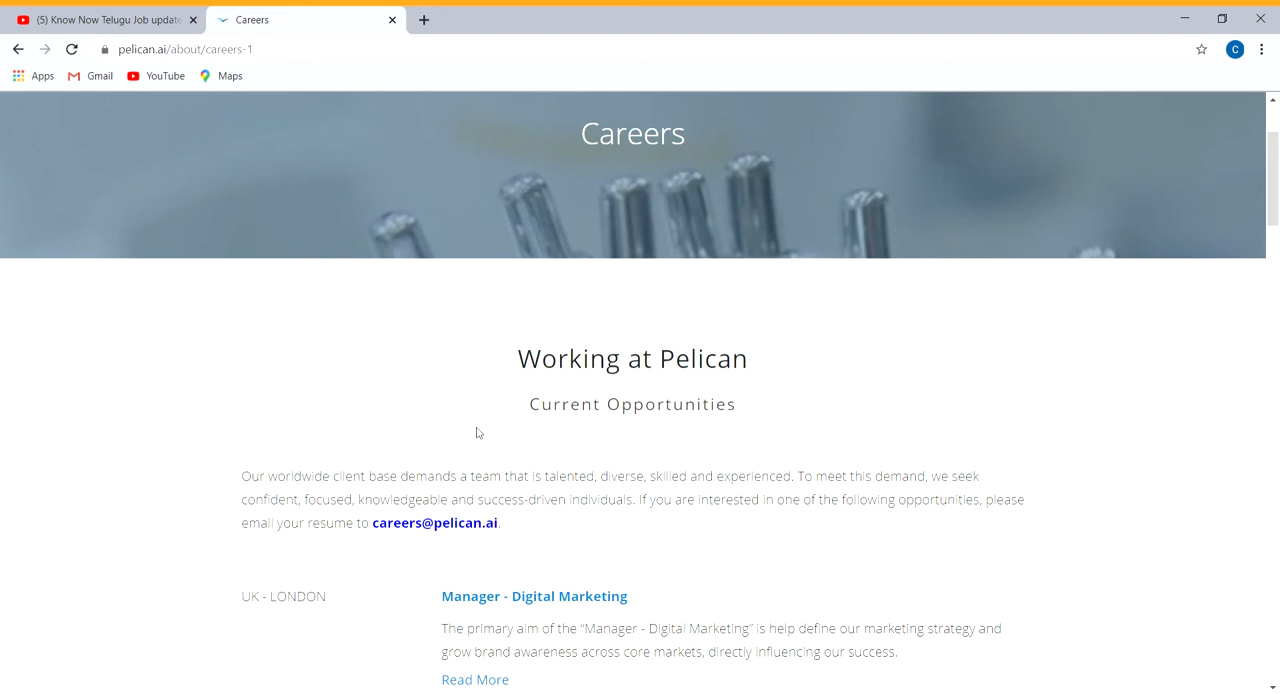 (5) Know Now Telugu Job update
Careers
pelican.ai/about/careers-1
C
Apps
Gmail
YouTube
Maps
Careers
Working at Pelican
Current Opportunities
Our worldwide client base demands a team that is talented, diverse, skilled and experienced. To meet this demand, we seek
confident, focused, knowledgeable and success-driven individuals. If you are interested in one of the following opportunities, please
email your resume to careers@pelican.ai.
UK - LONDON
Manager - Digital Marketing
The primary aim of the “Manager - Digital Marketing” is help define our marketing strategy and
grow brand awareness across core markets, directly influencing our success.
Read More